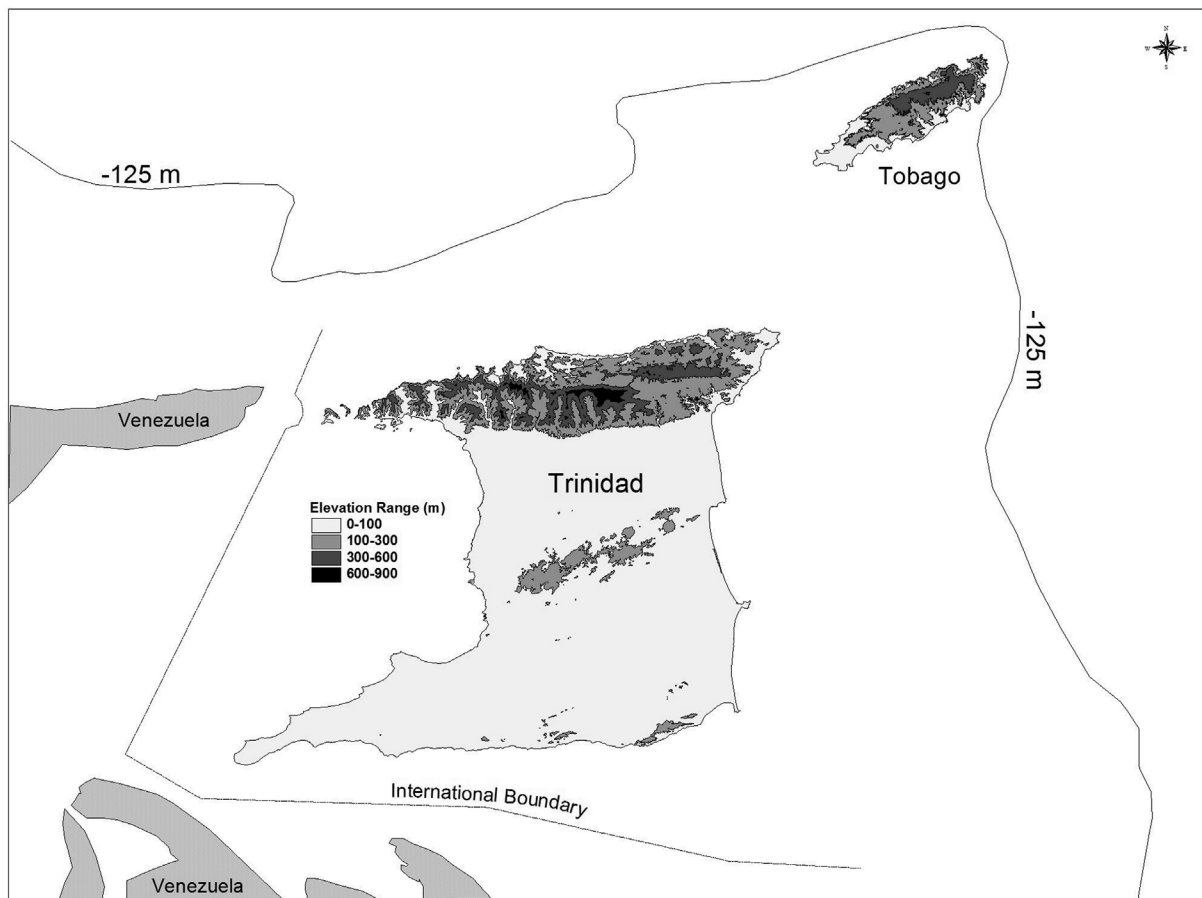 N
W E
S
-125 m
Tobago
-125 m
Venezuela
Trinidad
Elevation Range (m)
0-100
100-300
300-600
600-900
International Boundary
Venezuela